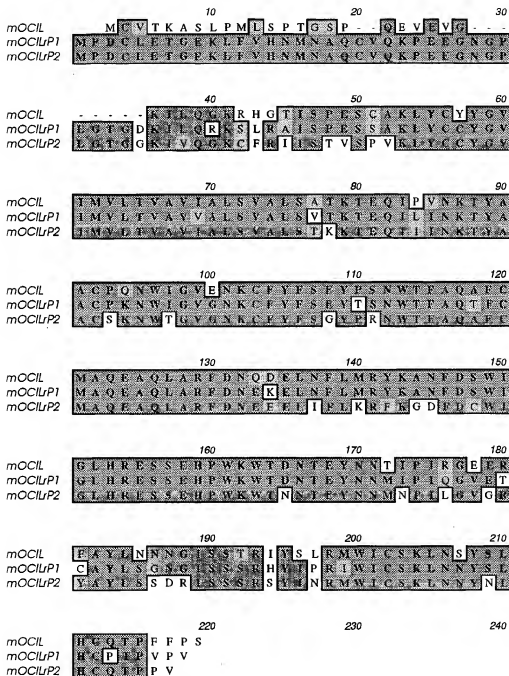 10 20 30
mOCIL M C V T K A S L P M L S P T G S P - - Q E V E V G -
mOCILrP1 M P D C L E T G E K L F V H N M N A Q C V Q K P E E G N G P
mOCILrP2 M P D C L E T G E K L F V H N M N A Q C V Q K P E E G N G P
40 50 60
mOCIL - - - - - K T L Q G K R H G T I S P E S C A K L Y C Y Y G V
mOCILrP1 E G T G D K I L Q R K S L R A I S P E S S A K L Y C C Y G V
mOCILrP2 L G T G G K I V Q G K C F R I I S T V S P V K L Y C C Y G V
70 80 90
mOCIL I M V L T V A V I A L S V A L S A T K T E Q I P V N K T Y A
mOCILrP1 I M V L T V A V V A L S V A L S V T K T E Q I L I N K T Y A
mOCILrP2 I M V L T V A V I A L S V A L S T K K T E Q I I I N K T Y A
100 110 120
mOCIL A C P Q N W I G V E N K C F Y F S E Y P S N W T F A Q A F C
mOCILrP1 A C P K N W I G V G N K C F Y F S E Y T S N W T F A Q T F C
mOCILrP2 A C S K N W T G V G N K C F Y F S G Y P R N W T F A Q A F C
130 140 150
mOCIL M A Q E A Q L A R F D N Q D E L N F L M R Y K A N F D S W I
mOCILrP1 M A Q E A Q L A R F D N E K E L N F L M R Y K A N F D S W I
mOCILrP2 M A Q E A Q L A R F D N E E E L I F L K R F K G D F D C W I
160 170 180
mOCIL G L H R E S S E H P W K W T D N T E Y N N T I P I R G E E R
mOCILrP1 G L H R E S S E H P W K W T D N T E Y N N M I P I Q G V E T
mOCILrP2 G L H R E S S E H P W K W T N N T E Y N N M N P I L G V G R
190 200 210
mOCIL F A Y L N N N G I S S T R I Y S L R M W I C S K L N S Y S L
mOCILrP1 C A Y L S G S G I S S S R H Y I P R I W I C S K L N N Y S L
mOCILrP2 Y A Y L S S D R I S S S R S Y I N R M W I C S K L N N Y N L
220 230 240
mOCIL H C Q T P F F P S
mOCILrP1 H C P T P V P V
mOCILrP2 H C Q T P P V